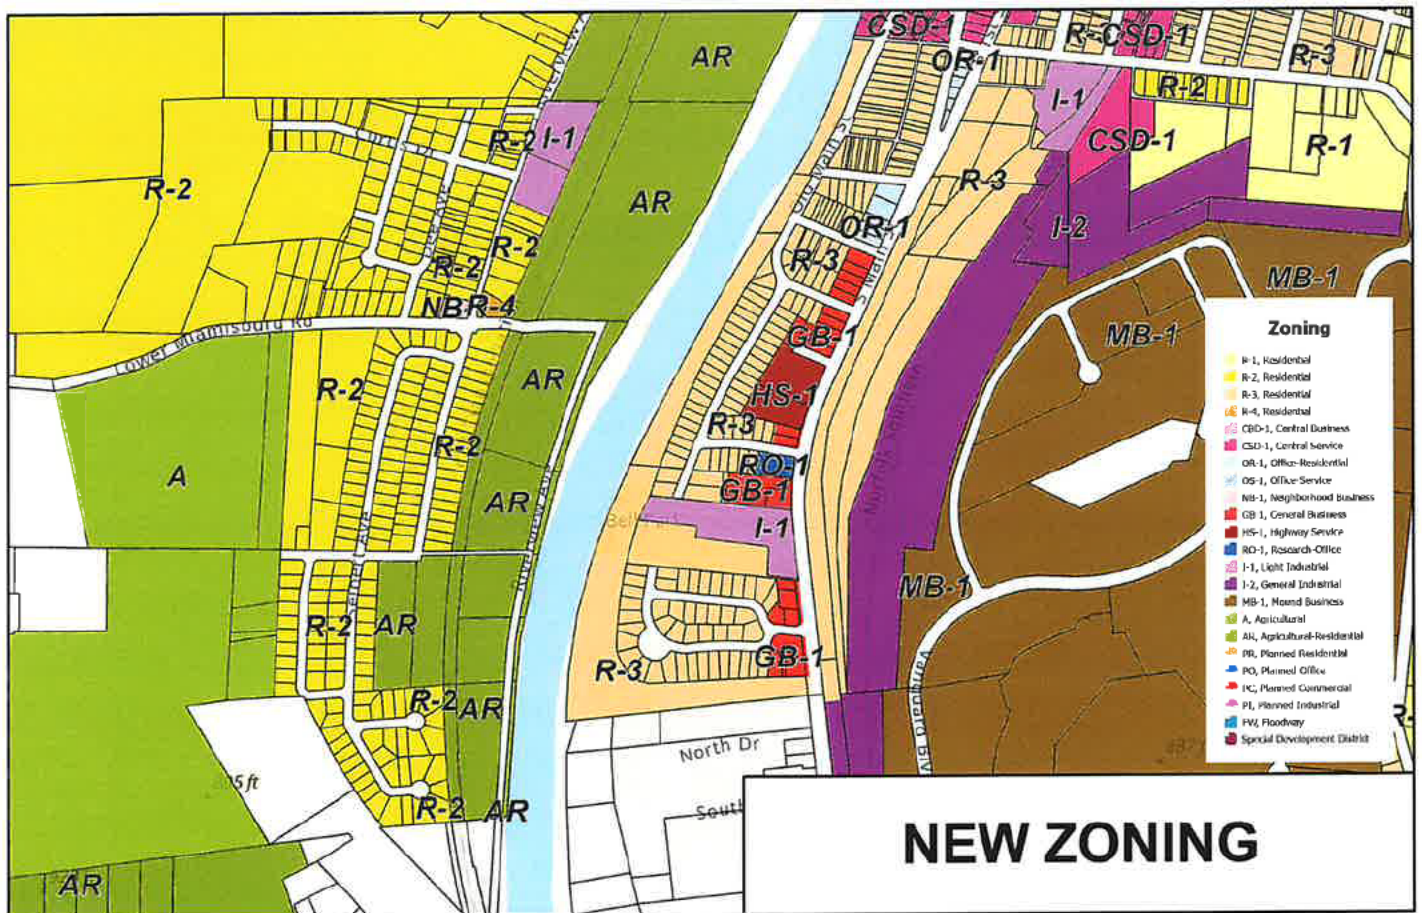 CSD-1
R-3
CSD-1
OR-1
R-3
AR
R-2
I-1
R-2
I-1
CSD-1
R-1
R-2
R-3
AR
OR-1
I-2
R-2
R-2
R-3
MB-1
NB
R-4
Lower Miamisburg Rd
GB-1
MB-1
S Main St
Old Main St
AR
R-2
HS-1
R-3
R-2
A
RO-1
GB-1
AR
I-1
MB-1
R-2
AR
GB-1
R-3
R-2
AR
North Dr
South
R-2
AR
AR
Zoning
R-1, Residential
R-2, Residential
R-3, Residential
R-4, Residential
CBD-1, Central Business
CSD-1, Central Service
OR-1, Office-Residential
OS-1, Office-Service
NB-1, Neighborhood Business
GB-1, General Business
HS-1, Highway Service
RO-1, Research-Office
I-1, Light Industrial
I-2, General Industrial
MB-1, Mound Business
A, Agricultural
AR, Agricultural-Residential
PR, Planned Residential
PO, Planned Office
PC, Planned Commercial
PI, Planned Industrial
FW, Floodway
Special Development District
NEW ZONING